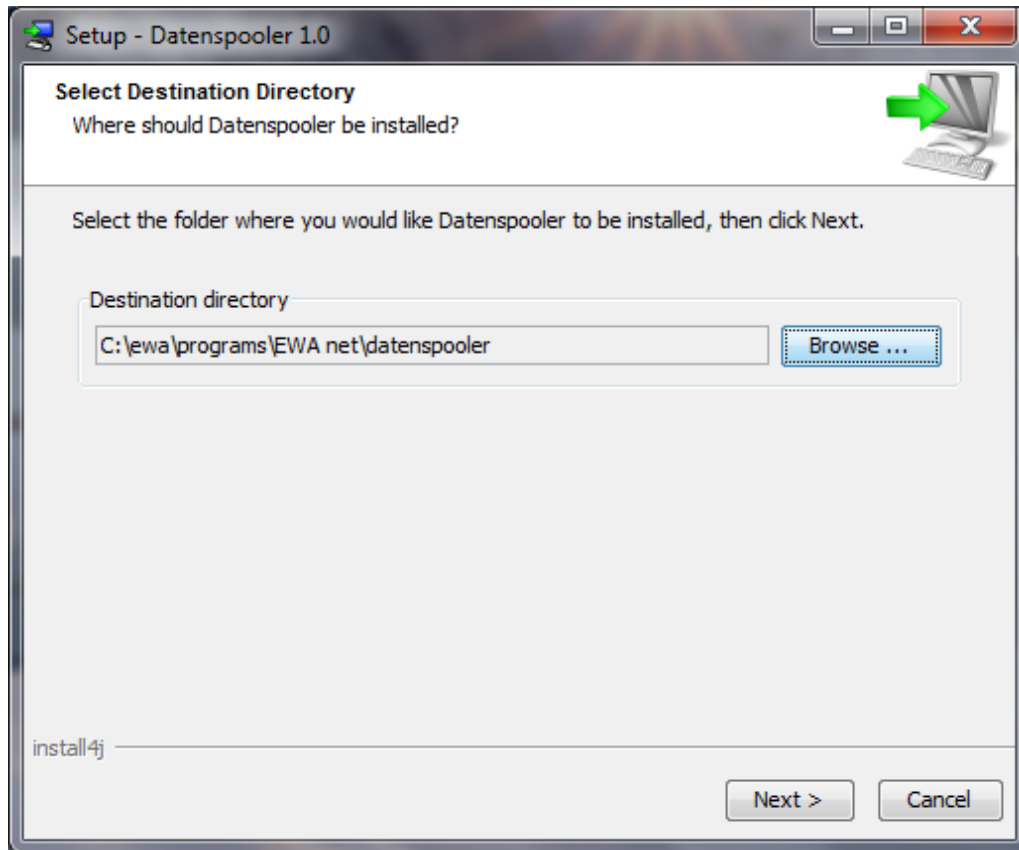 Setup - Datenspooler 1.0
Select Destination Directory
Where should Datenspooler be installed?
Select the folder where you would like Datenspooler to be installed, then click Next.
Destination directory
C:\ewa\programs\EWA net\datenspooler
Browse ...
install4j
Next >
Cancel